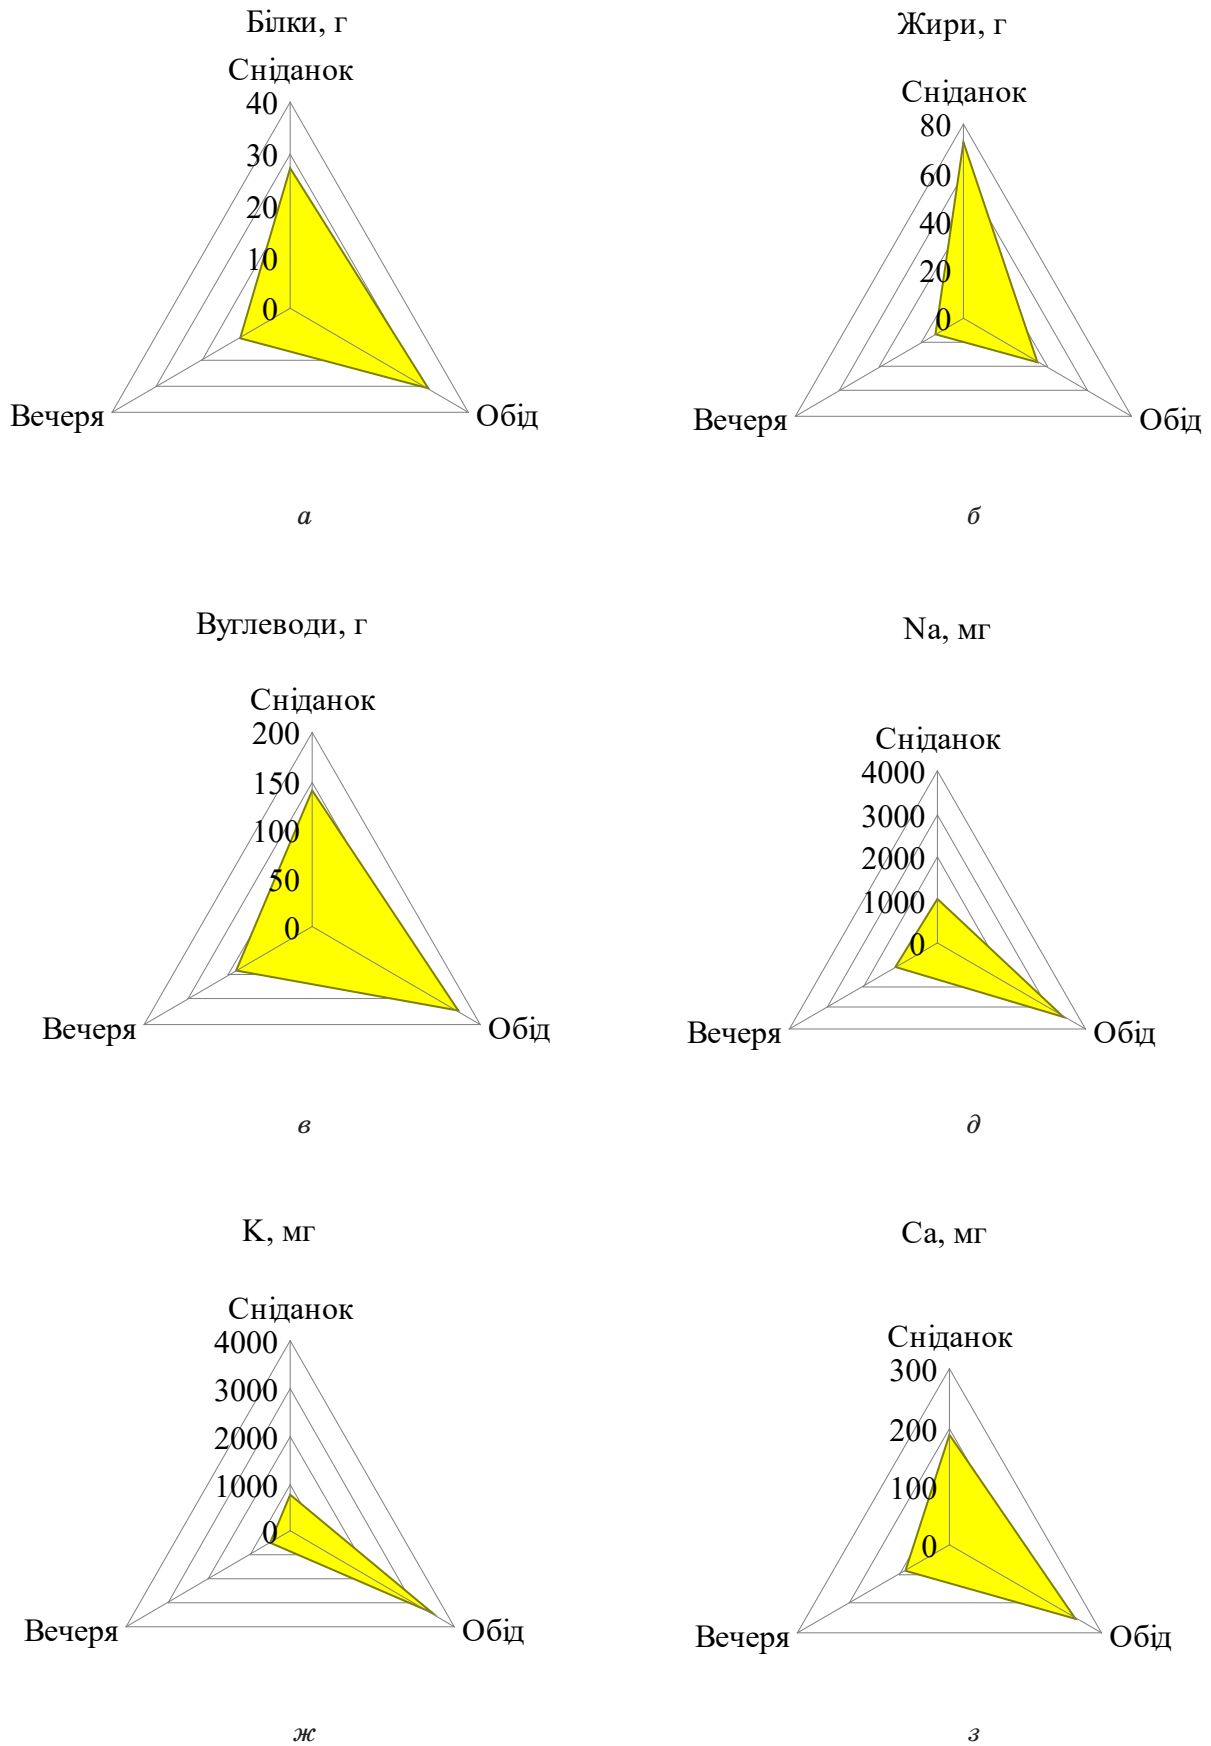 Білки, г
Сніданок
40
30
20
10
0
Вечеря
Обід
а
Жири, г
Сніданок
80
60
40
20
0
Вечеря
Обід
б
Вуглеводи, г
Сніданок
200
150
100
50
0
Вечеря
Обід
в
Na, мг
Сніданок
4000
3000
2000
1000
0
Вечеря
Обід
д
K, мг
Сніданок
4000
3000
2000
1000
0
Вечеря
Обід
ж
Ca, мг
Сніданок
300
200
100
0
Вечеря
Обід
з